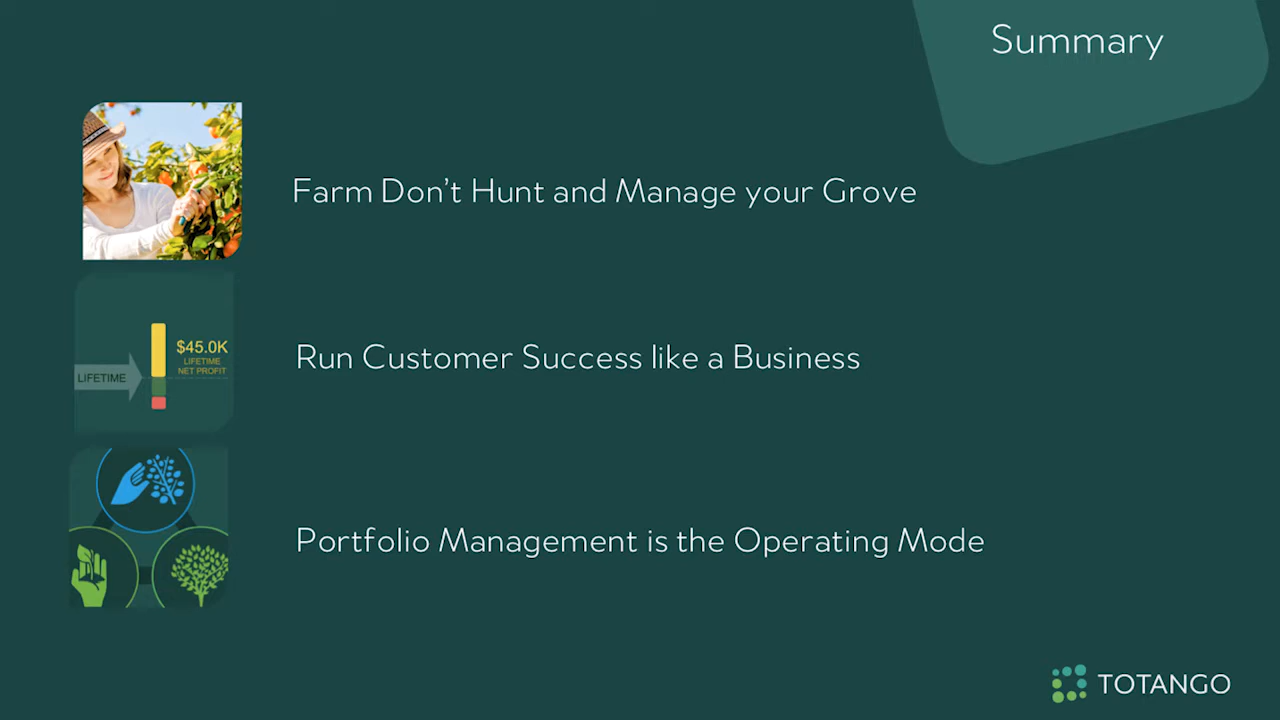 Summary
Farm Don't Hunt and Manage your Grove
$45.0K
LIFETIME
NET PROFIT
LIFETIME
Run Customer Success like a Business
Portfolio Management is the Operating Mode
TOTANGO